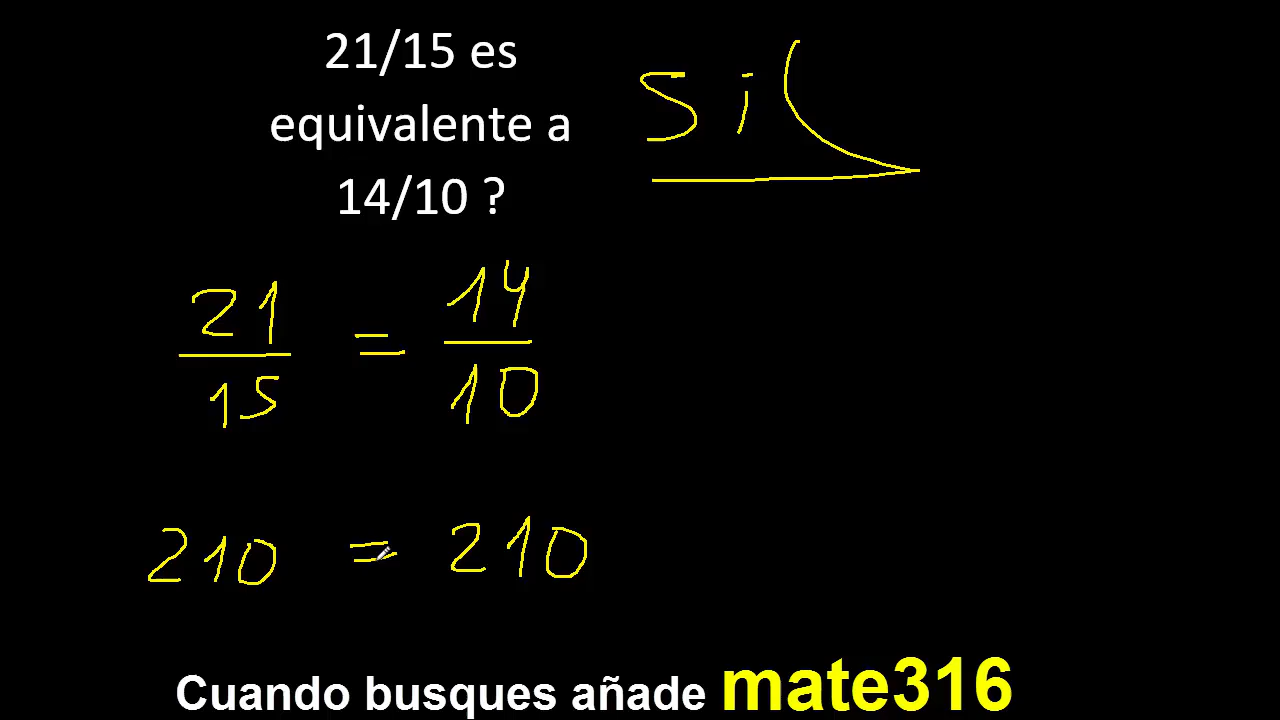 21/15 es
equivalente a
14/10 ?
Si
21/15 = 14/10
210 = 210
Cuando busques añade mate316